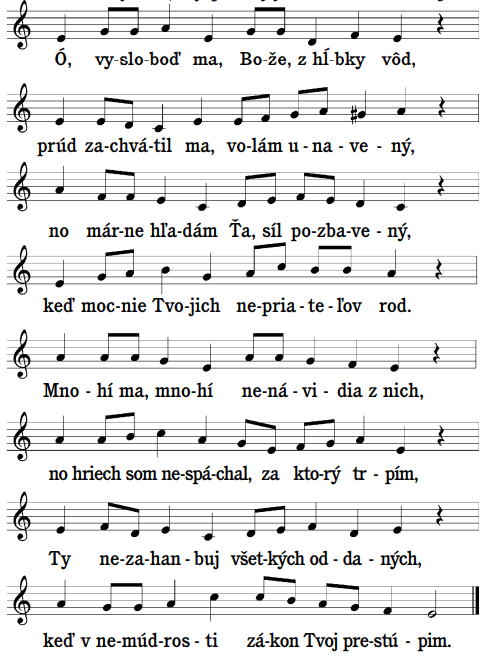 Ó, vy-slo-boď ma, Bo-že, z hĺ-bky vôd,
prúd za-chvá-til ma, vo-lám u-na-ve-ný,
no már-ne hľa-dám Ťa, síl po-zba-ve-ný,
keď moc-nie Tvo-jich ne-pria-te-ľov rod.
Mno-hí ma, mno-hí ne-ná-vi-dia z nich,
no hriech som ne-spá-chal, za kto-rý tr-pím,
Ty ne-za-han-buj všet-kých od-da-ných,
keď v ne-múd-ros-ti zá-kon Tvoj pre-stú-pim.